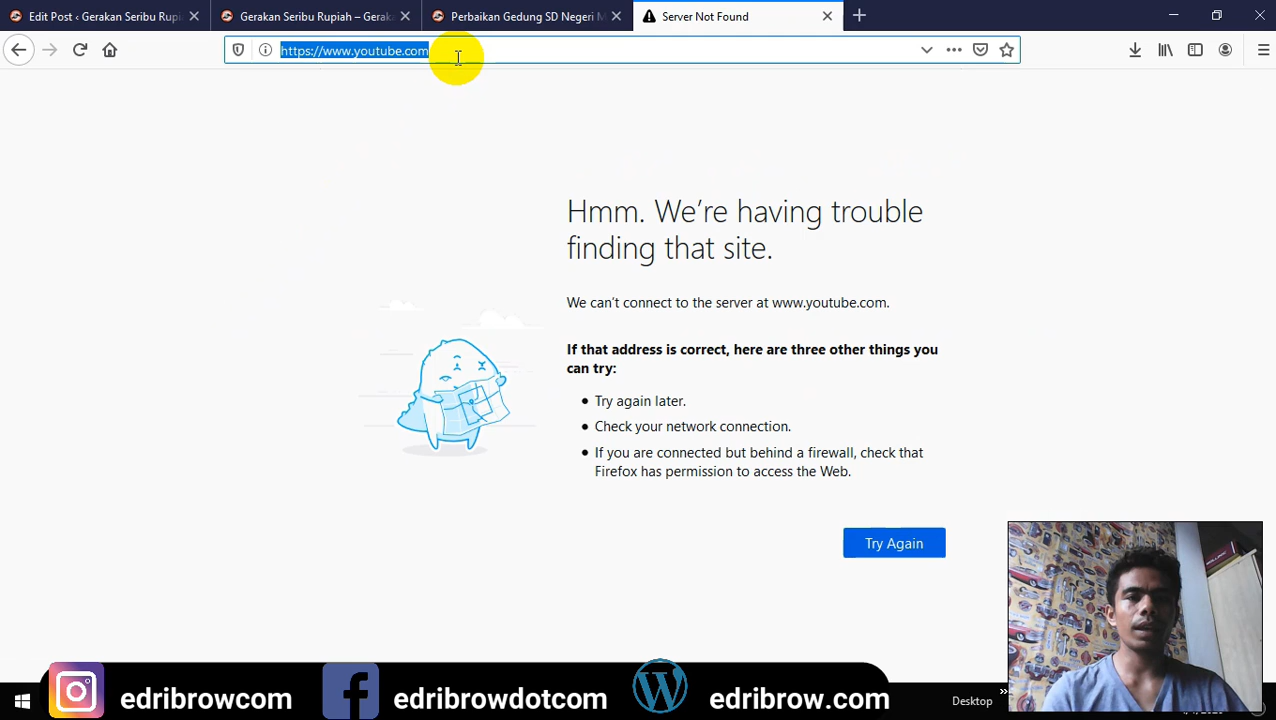 Edit Post ‹ Gerakan Seribu Rupi
Gerakan Seribu Rupiah – Geraka
Perbaikan Gedung SD Negeri M
Server Not Found
https://www.youtube.com
Hmm. We’re having trouble
finding that site.
We can’t connect to the server at www.youtube.com.
If that address is correct, here are three other things you
can try:
Try again later.
Check your network connection.
If you are connected but behind a firewall, check that
Firefox has permission to access the Web.
Try Again
edribrowcom
edribrowdotcom
edribrow.com
Desktop